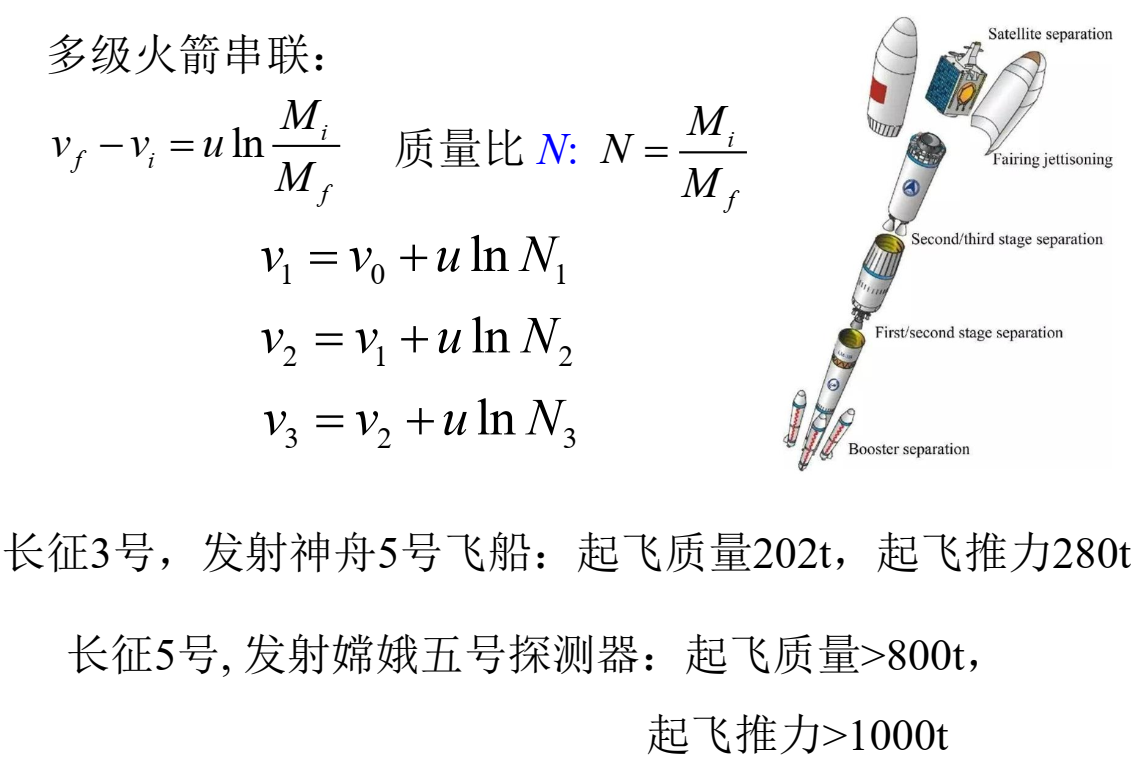 多级火箭串联：
v_f − v_i = u ln M_i / M_f 质量比 N: N = M_i / M_f
v_1 = v_0 + u ln N_1
v_2 = v_1 + u ln N_2
v_3 = v_2 + u ln N_3
Satellite separation
Fairing jettisoning
Second/third stage separation
First/second stage separation
Booster separation
长征3号，发射神舟5号飞船：起飞质量202t，起飞推力280t
长征5号, 发射嫦娥五号探测器：起飞质量>800t，
起飞推力>1000t